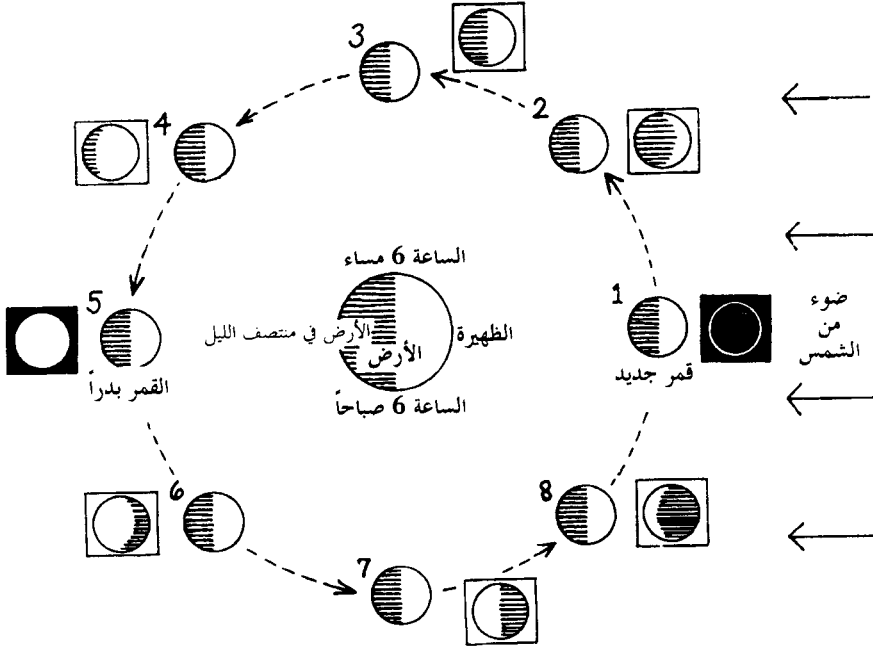 3
2
4
الساعة 6 مساء
5
1
ضوء
من
الشمس
الظهيرة
الأرض في منتصف الليل
الأرض
قمر جديد
القمر بدراً
الساعة 6 صباحاً
6
8
7